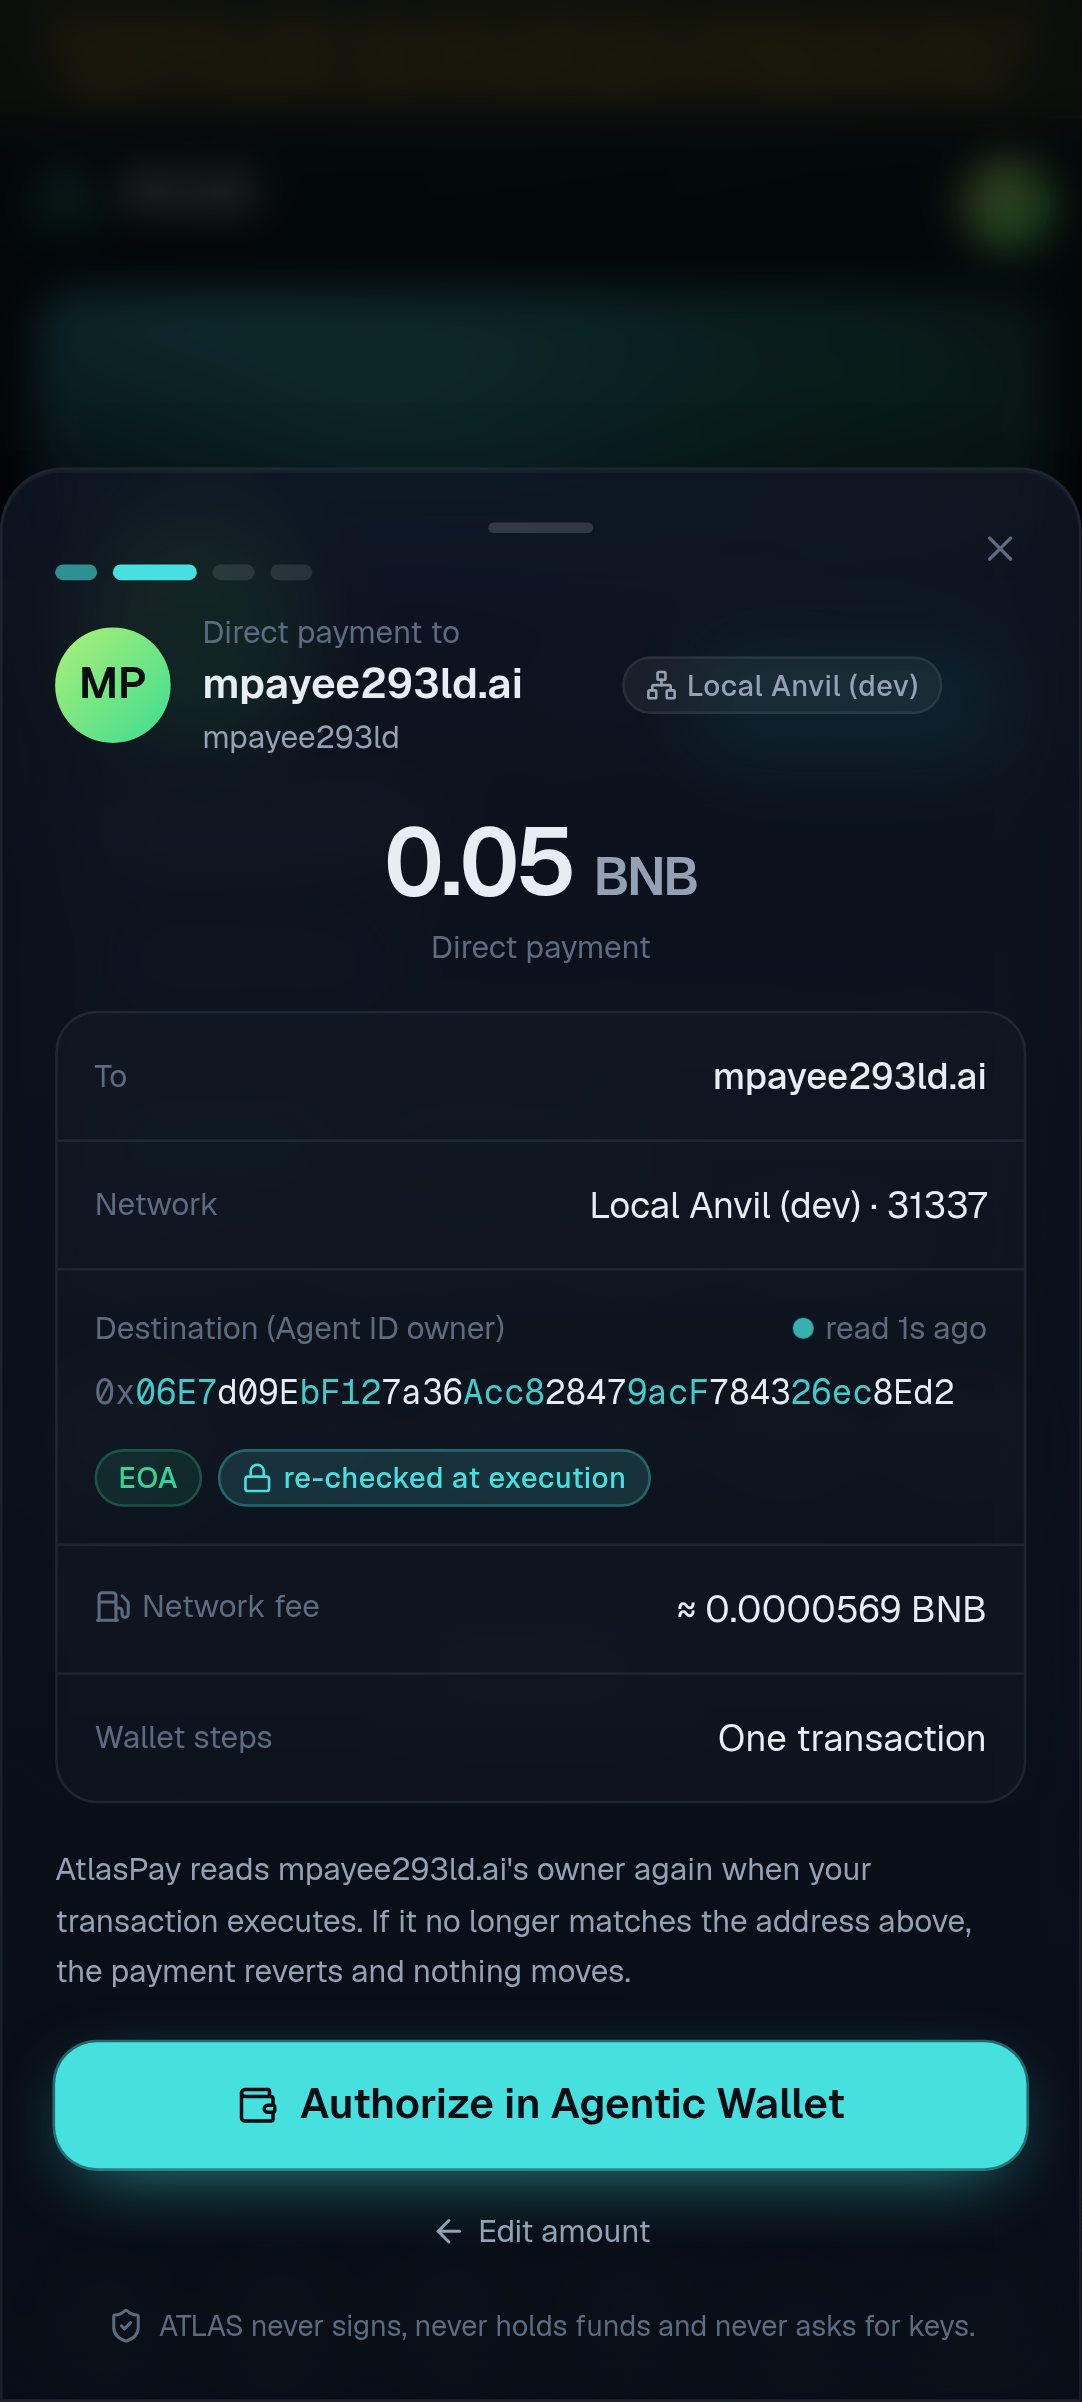 Direct payment to
MP
mpayee293ld.ai
Local Anvil (dev)
mpayee293ld
0.05 BNB
Direct payment
To
mpayee293ld.ai
Network
Local Anvil (dev) · 31337
Destination (Agent ID owner)
read 1s ago
0x06E7d09EbF127a36Acc828479acF784326ec8Ed2
EOA
re-checked at execution
Network fee
≈ 0.0000569 BNB
Wallet steps
One transaction
AtlasPay reads mpayee293ld.ai's owner again when your
transaction executes. If it no longer matches the address above,
the payment reverts and nothing moves.
Authorize in Agentic Wallet
← Edit amount
ATLAS never signs, never holds funds and never asks for keys.